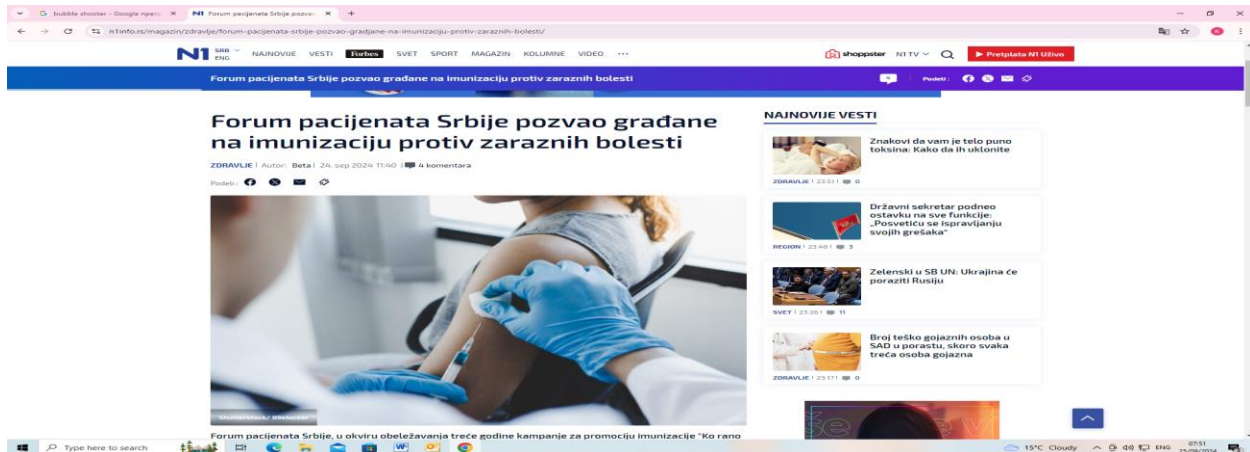 bubble shooter - Google прет
N1 Forum pacijenata Srbije pozva
n1info.rs/magazin/zdravlje/forum-pacijenata-srbije-pozvao-gradjane-na-imunizaciju-protiv-zaraznih-bolesti/
N1 SRB ENG NAJNOVIJE VESTI Forbes SVET SPORT MAGAZIN KOLUMNE VIDEO ... shoppster N1 TV Pretplata N1 Uživo
Forum pacijenata Srbije pozvao građane na imunizaciju protiv zaraznih bolesti
Podeli:
Forum pacijenata Srbije pozvao građane
na imunizaciju protiv zaraznih bolesti
ZDRAVLJE | Autor: Beta | 24. sep 2024 11:40 | 4 komentara
Podeli:
Shutterstock/
Forum pacijenata Srbije, u okviru obeležavanja treće godine kampanje za promociju imunizacije "Ko rano
NAJNOVIJE VESTI
Znakovi da vam je telo puno
toksina: Kako da ih uklonite
ZDRAVLJE | 23:51 | 0
Državni sekretar podneo
ostavku na sve funkcije:
„Posvetiću se ispravljanju
svojih grešaka"
REGION | 23:46 | 3
Zelenski u SB UN: Ukrajina će
poraziti Rusiju
SVET | 23:26 | 11
Broj teško gojaznih osoba u
SAD u porastu, skoro svaka
treća osoba gojazna
ZDRAVLJE | 23:17 | 0
Type here to search
15°C Cloudy
ENG
07:51
25/09/2024